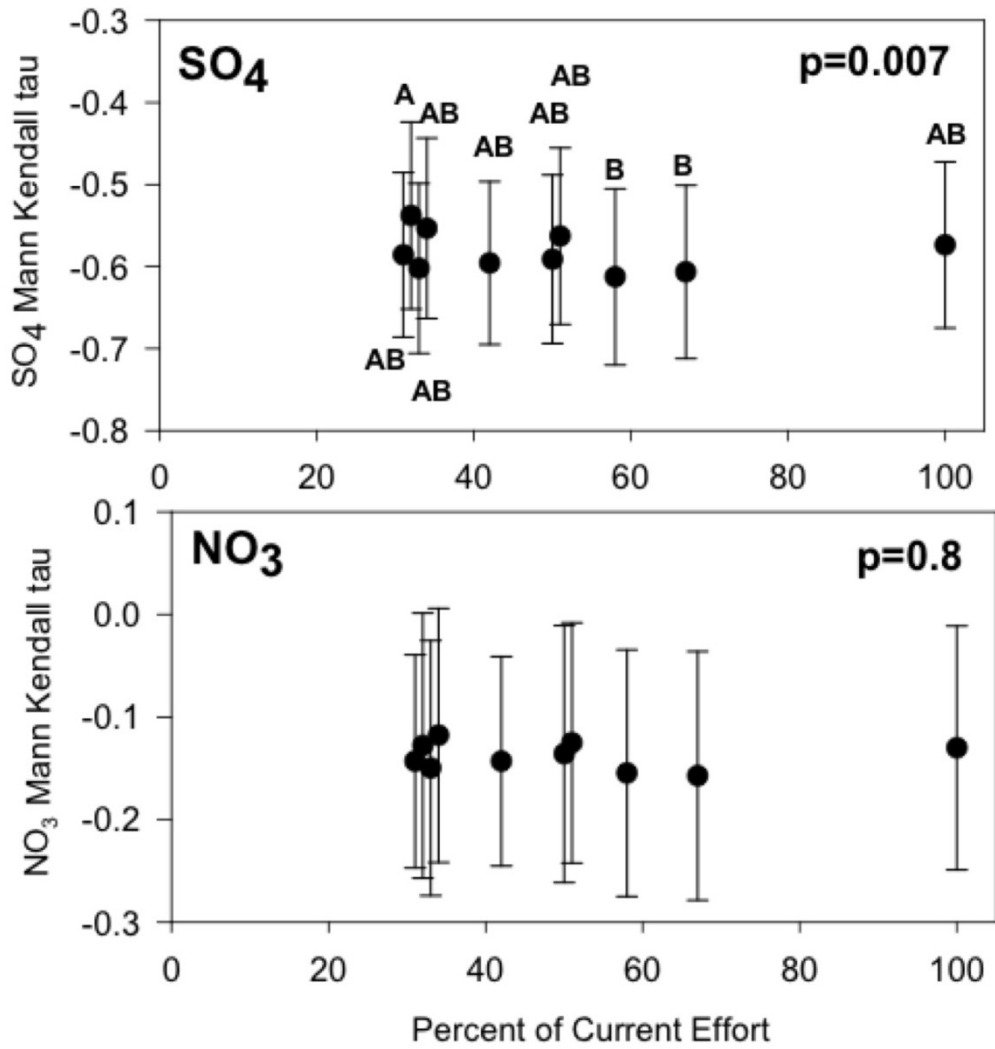 -0.3
SO4
p=0.007
AB
A
AB
AB
AB
-0.4
AB
B
B
-0.5
-0.6
-0.7
AB
AB
-0.8
SO4 Mann Kendall tau
0 20 40 60 80 100
0.1
NO3
p=0.8
0.0
-0.1
-0.2
-0.3
NO3 Mann Kendall tau
0 20 40 60 80 100
Percent of Current Effort